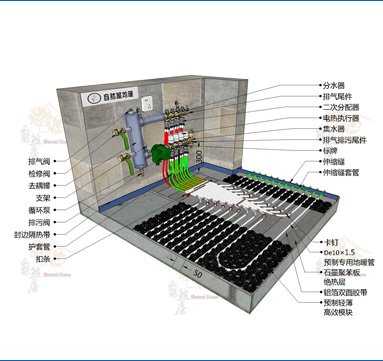 自然屋地暖
分水器
排气尾件
二次分配器
电热执行器
集水器
排气排污尾件
标牌
伸缩缝
伸缩缝套管
300
排气阀
检修阀
去耦罐
支架
循环泵
排污阀
封边隔热带
护套管
扣条
50
卡钉
De10×1.5
预制专用地暖管
石墨聚苯板
绝热层
铝箔双面胶带
预制轻薄
高效模块